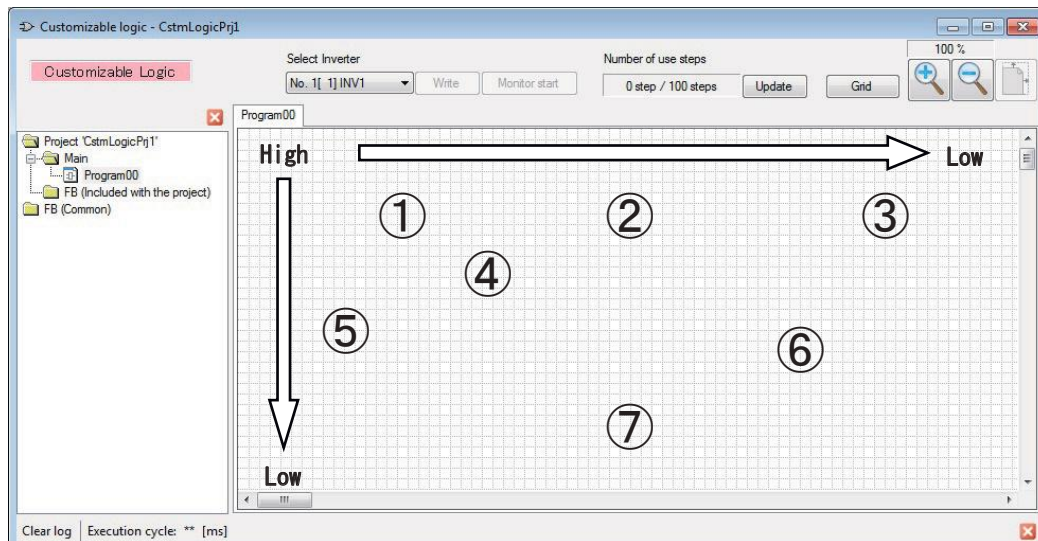 Customizable logic - CstmLogicPrj1
Customizable Logic
Select Inverter
No. 1[ 1] INV1
Write
Monitor start
Number of use steps
0 step / 100 steps
Update
Grid
100 %
Project 'CstmLogicPrj1'
Main
Program00
FB (Included with the project)
FB (Common)
Program00
High
Low
①
②
③
④
⑤
⑥
⑦
Low
Clear log
Execution cycle: ** [ms]